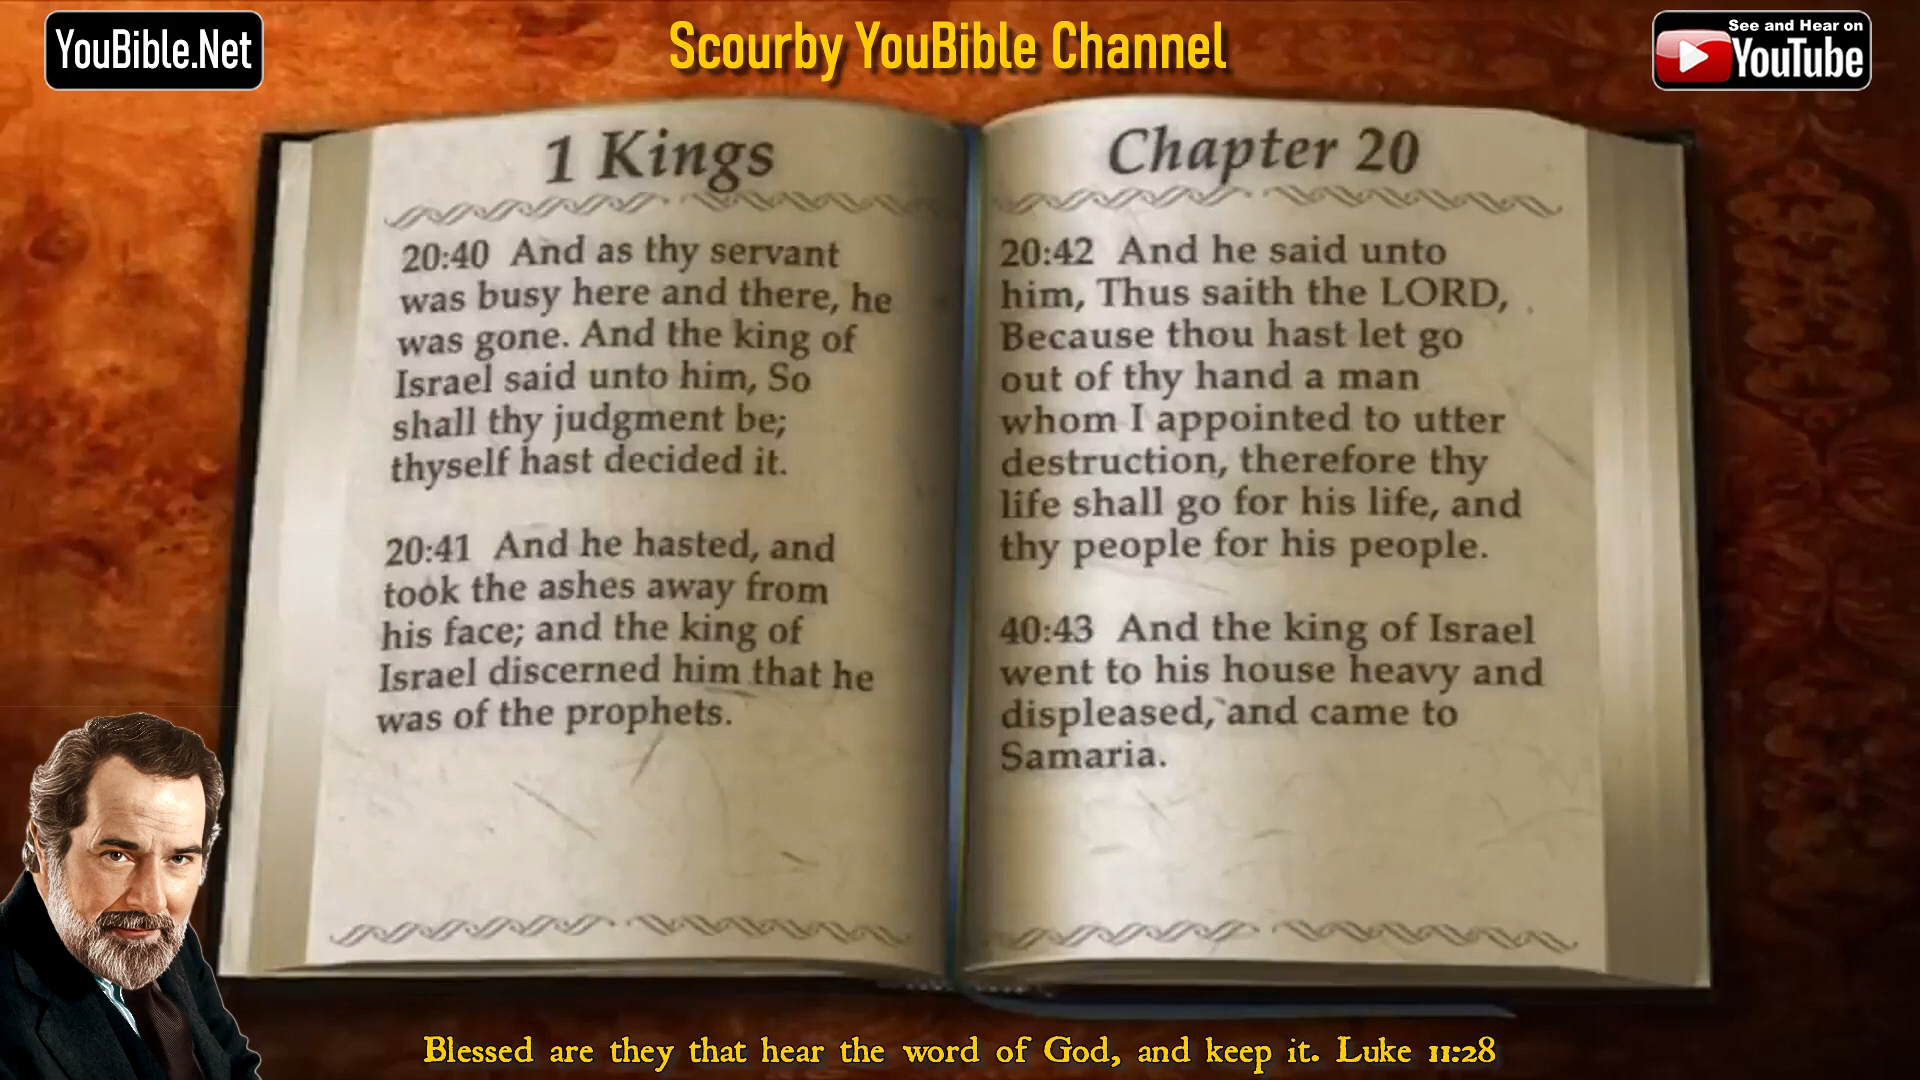 YouBible.Net
Scourby YouBible Channel
See and Hear on
YouTube
1 Kings
20:40 And as thy servant
was busy here and there, he
was gone. And the king of
Israel said unto him, So
shall thy judgment be;
thyself hast decided it.
20:41 And he hasted, and
took the ashes away from
his face; and the king of
Israel discerned him that he
was of the prophets.
Chapter 20
20:42 And he said unto
him, Thus saith the LORD,
Because thou hast let go
out of thy hand a man
whom I appointed to utter
destruction, therefore thy
life shall go for his life, and
thy people for his people.
40:43 And the king of Israel
went to his house heavy and
displeased, and came to
Samaria.
Blessed are they that hear the word of God, and keep it. Luke 11:28